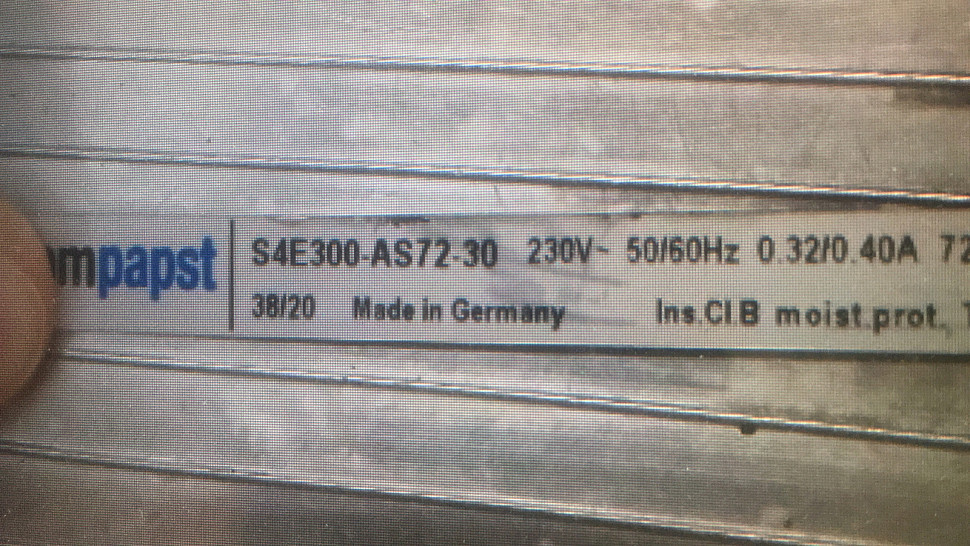 mpapst
S4E300-AS72-30 230V~ 50/60Hz 0.32/0.40A 72
38/20 Made in Germany Ins.Cl.B moist.prot.